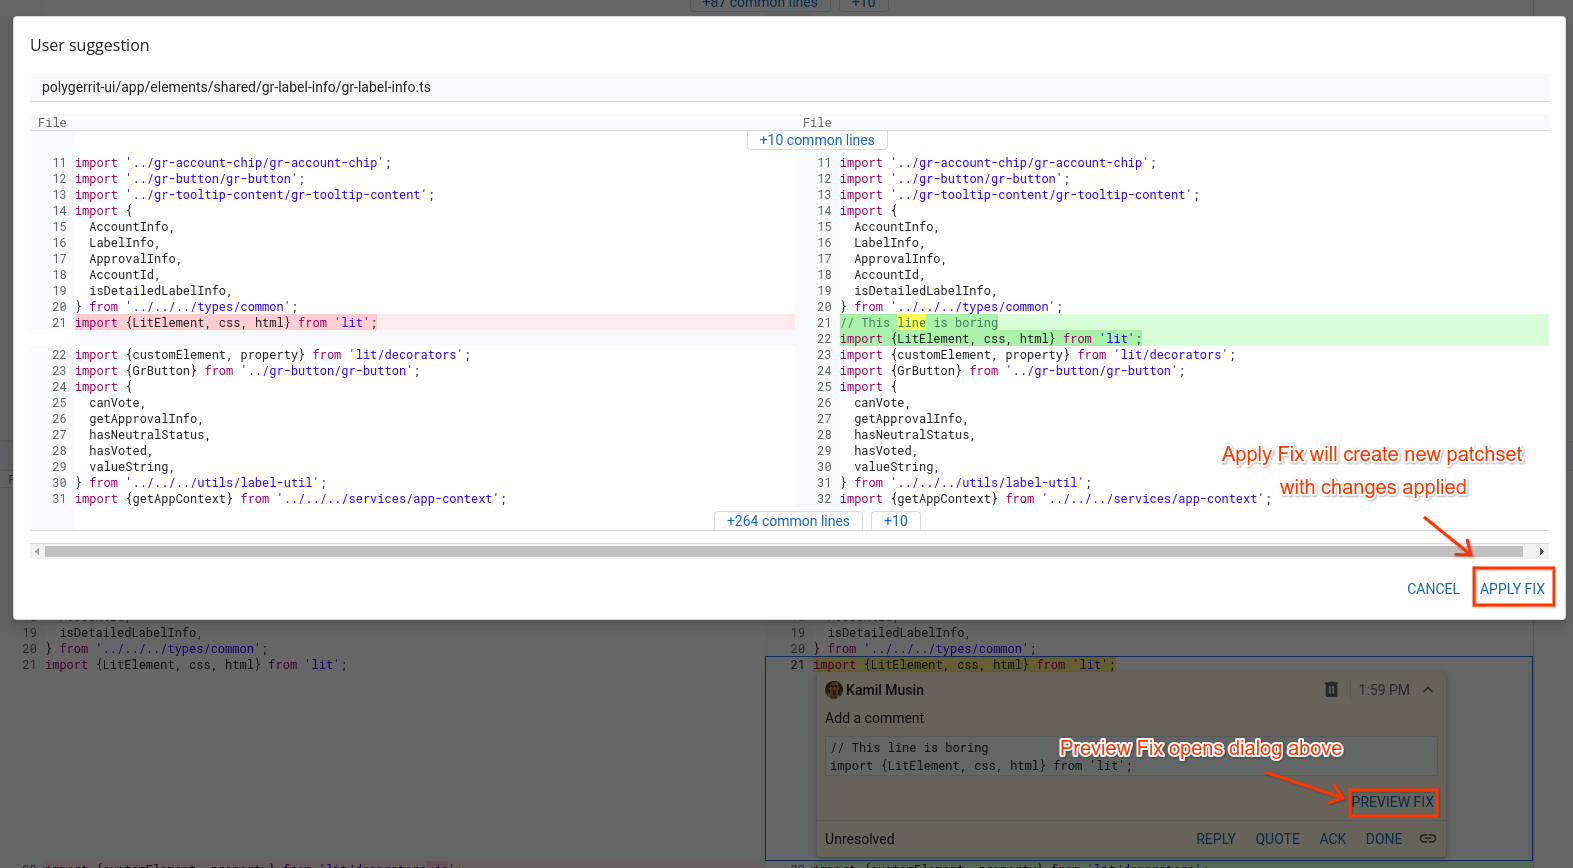 +87 common lines +10
User suggestion
polygerrit-ui/app/elements/shared/gr-label-info/gr-label-info.ts
File File
+10 common lines
11 import '../gr-account-chip/gr-account-chip'; 11 import '../gr-account-chip/gr-account-chip';
12 import '../gr-button/gr-button'; 12 import '../gr-button/gr-button';
13 import '../gr-tooltip-content/gr-tooltip-content'; 13 import '../gr-tooltip-content/gr-tooltip-content';
14 import { 14 import {
15 AccountInfo, 15 AccountInfo,
16 LabelInfo, 16 LabelInfo,
17 ApprovalInfo, 17 ApprovalInfo,
18 AccountId, 18 AccountId,
19 isDetailedLabelInfo, 19 isDetailedLabelInfo,
20 } from '../../../types/common'; 20 } from '../../../types/common';
21 import {LitElement, css, html} from 'lit'; 21 // This line is boring
22 import {LitElement, css, html} from 'lit';
22 import {customElement, property} from 'lit/decorators'; 23 import {customElement, property} from 'lit/decorators';
23 import {GrButton} from '../gr-button/gr-button'; 24 import {GrButton} from '../gr-button/gr-button';
24 import { 25 import {
25 canVote, 26 canVote,
26 getApprovalInfo, 27 getApprovalInfo,
27 hasNeutralStatus, 28 hasNeutralStatus,
28 hasVoted, 29 hasVoted,
29 valueString, 30 valueString,
30 } from '../../../utils/label-util'; 31 } from '../../../utils/label-util';
31 import {getAppContext} from '../../../services/app-context'; 32 import {getAppContext} from '../../../services/app-context';
Apply Fix will create new patchset
with changes applied
+264 common lines +10
CANCEL APPLY FIX
19 isDetailedLabelInfo, 19 isDetailedLabelInfo,
20 } from '../../../types/common'; 20 } from '../../../types/common';
21 import {LitElement, css, html} from 'lit'; 21 import {LitElement, css, html} from 'lit';
Kamil Musin 1:59 PM
Add a comment
// This line is boring
import {LitElement, css, html} from 'lit';
Preview Fix opens dialog above
PREVIEW FIX
Unresolved REPLY QUOTE ACK DONE